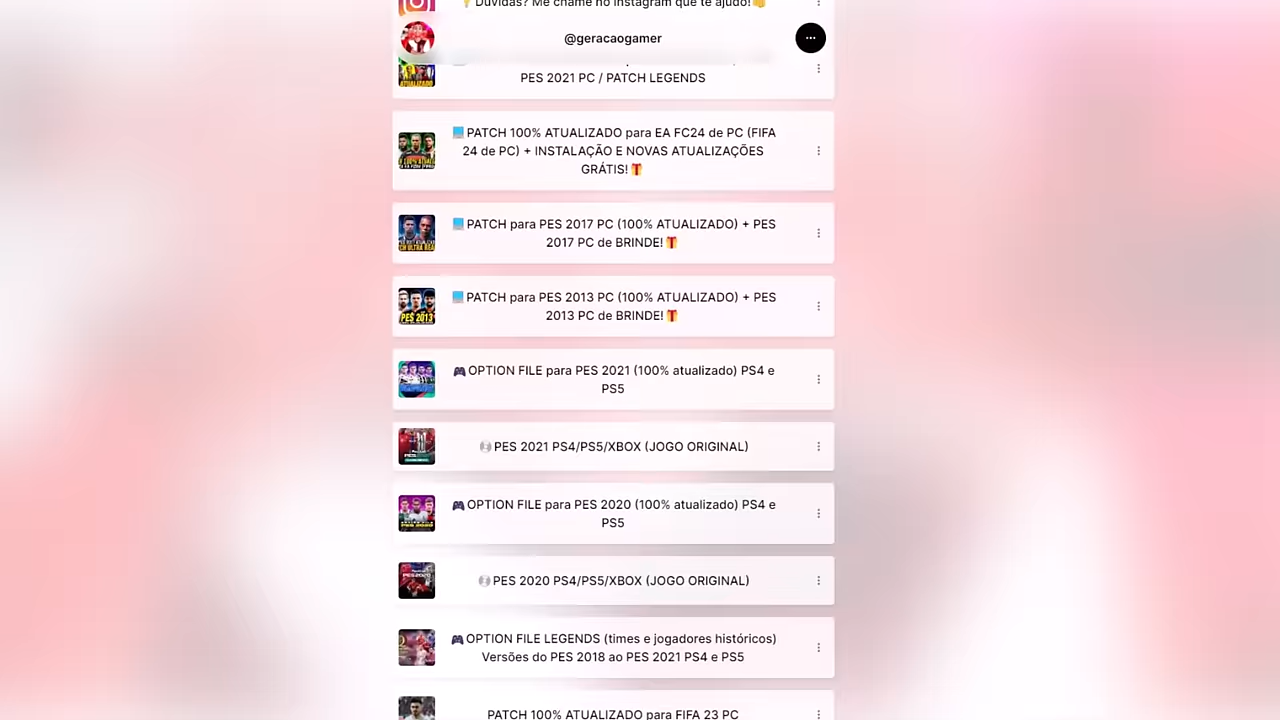 Dúvidas? Me chame no Instagram que te ajudo!
@geracaogamer
PES 2021 PC / PATCH LEGENDS
PATCH 100% ATUALIZADO para EA FC24 de PC (FIFA
24 de PC) + INSTALAÇÃO E NOVAS ATUALIZAÇÕES
GRÁTIS!
PATCH para PES 2017 PC (100% ATUALIZADO) + PES
2017 PC de BRINDE!
PATCH para PES 2013 PC (100% ATUALIZADO) + PES
2013 PC de BRINDE!
PES 2013
OPTION FILE para PES 2021 (100% atualizado) PS4 e
PS5
PES 2021 PS4/PS5/XBOX (JOGO ORIGINAL)
OPTION FILE para PES 2020 (100% atualizado) PS4 e
PS5
PES 2020 PS4/PS5/XBOX (JOGO ORIGINAL)
OPTION FILE LEGENDS (times e jogadores históricos)
Versões do PES 2018 ao PES 2021 PS4 e PS5
PATCH 100% ATUALIZADO para FIFA 23 PC